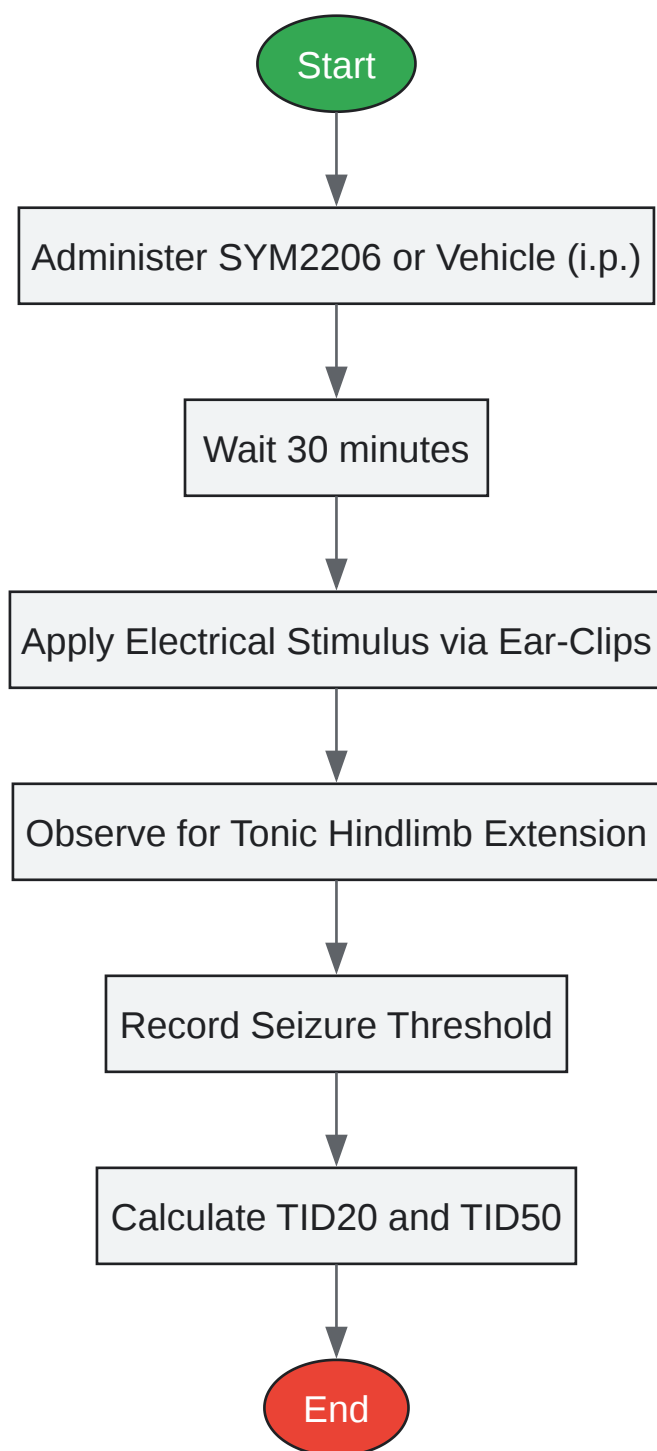 Start
Administer SYM2206 or Vehicle (i.p.)
Wait 30 minutes
Apply Electrical Stimulus via Ear-Clips
Observe for Tonic Hindlimb Extension
Record Seizure Threshold
Calculate TID20 and TID50
End